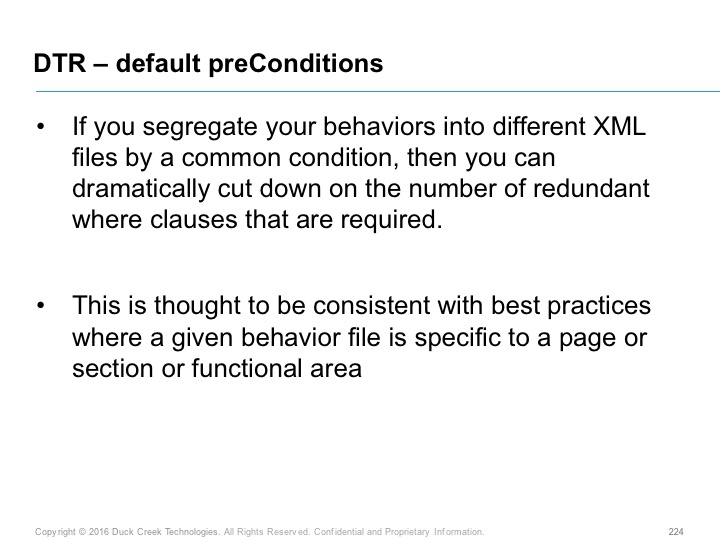 DTR – default preConditions
• If you segregate your behaviors into different XML
files by a common condition, then you can
dramatically cut down on the number of redundant
where clauses that are required.
• This is thought to be consistent with best practices
where a given behavior file is specific to a page or
section or functional area
Copyright © 2016 Duck Creek Technologies. All Rights Reserved. Confidential and Proprietary Information. 224